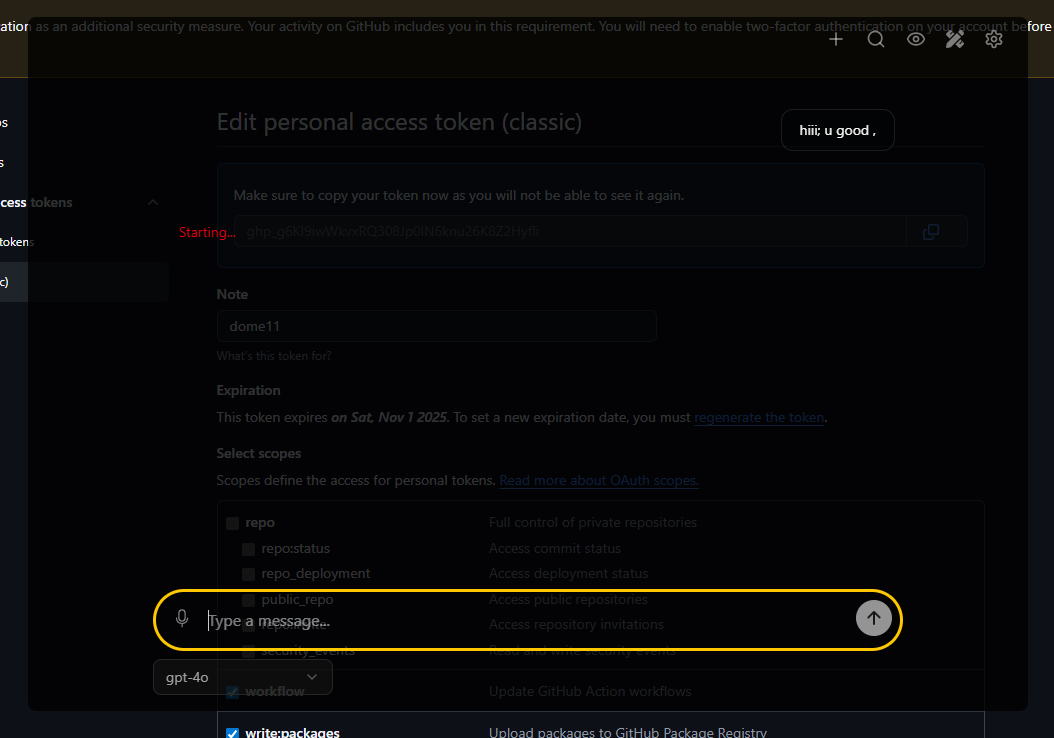 ation as an additional security measure. Your activity on GitHub includes you in this requirement. You will need to enable two-factor authentication on your account before
os
Edit personal access token (classic)
hiii; u good ,
s
Make sure to copy your token now as you will not be able to see it again.
cess tokens
Starting...
tokens
c)
Note
dome11
What's this token for?
Expiration
This token expires on Sat, Nov 1 2025. To set a new expiration date, you must regenerate the token.
Select scopes
Scopes define the access for personal tokens. Read more about OAuth scopes.
repo Full control of private repositories
repo:status Access commit status
repo_deployment Access deployment status
public_repo Access public repositories
Type a message...
Access repository invitations
security_events Read and write security events
gpt-4o
workflow Update GitHub Action workflows
write:packages Upload packages to GitHub Package Registry